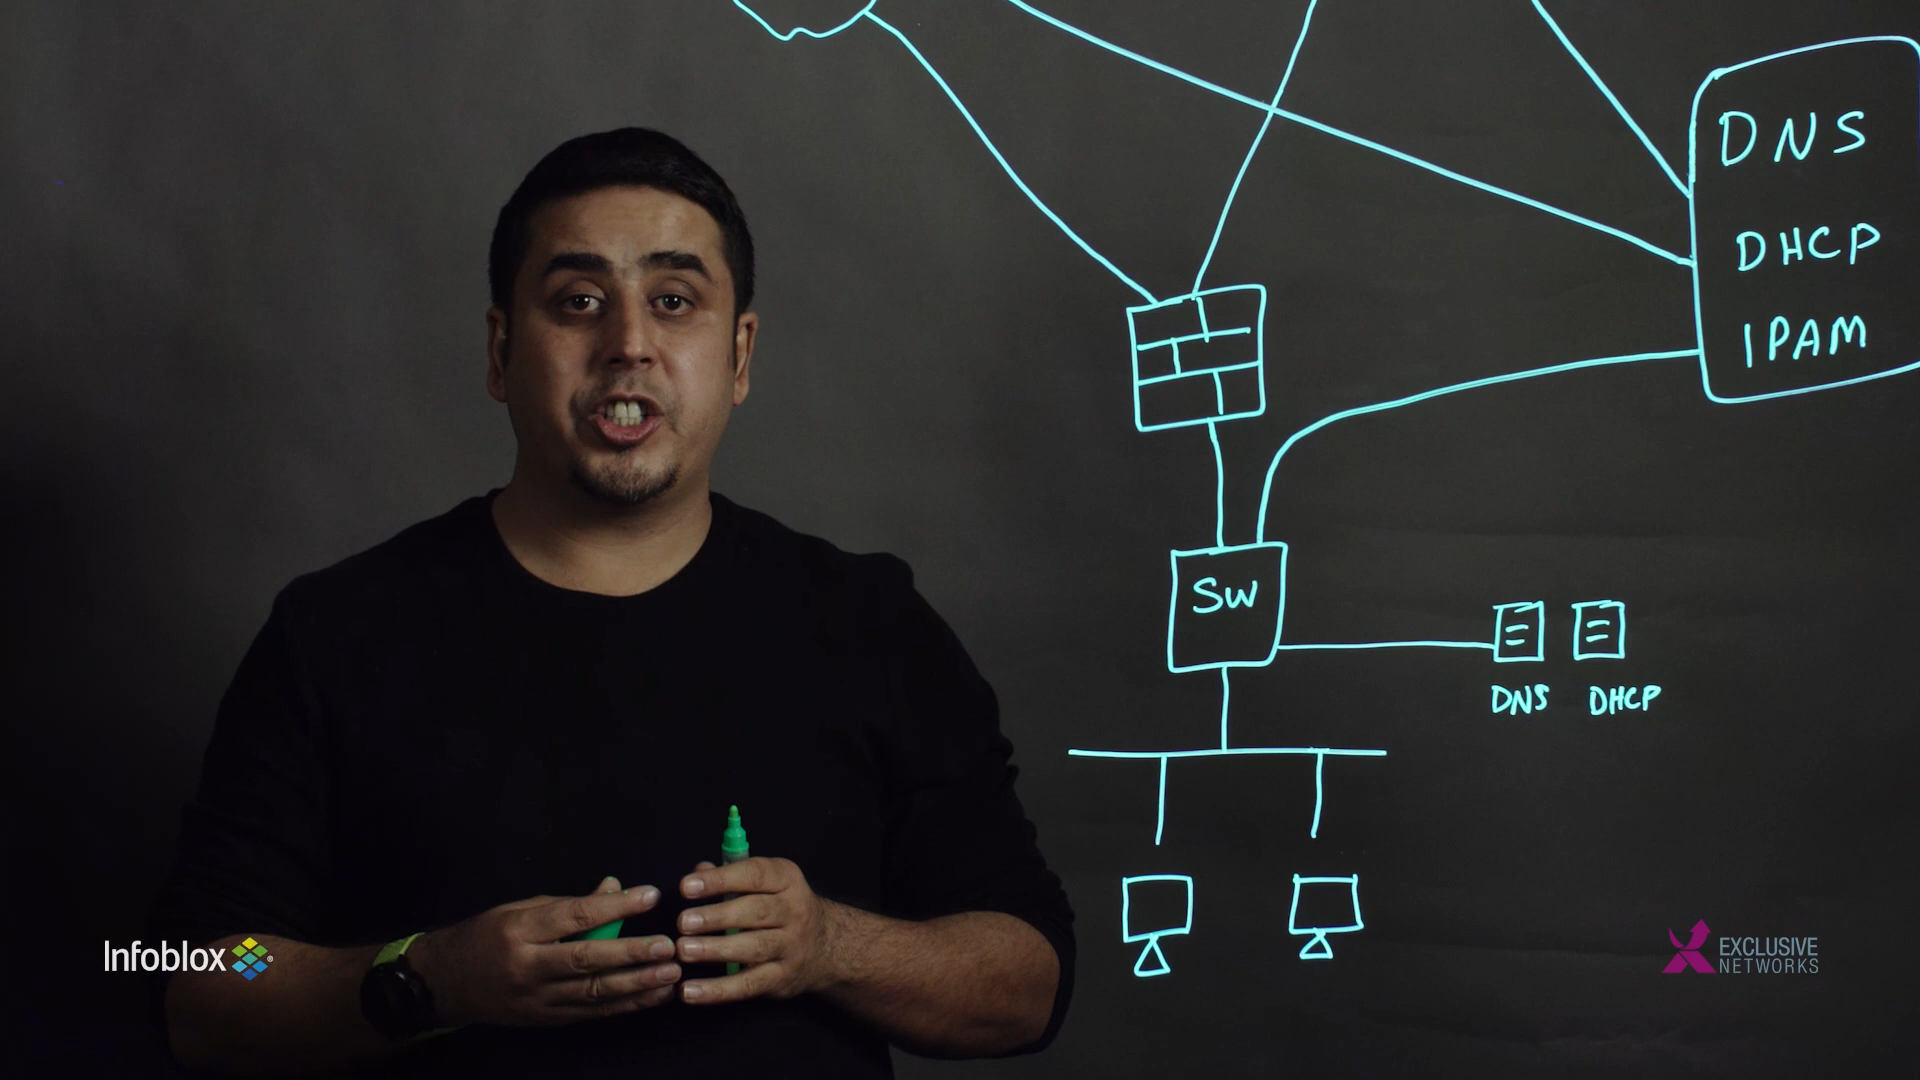 DNS
DHCP
IPAM
SW
DNS DHCP
Infoblox
EXCLUSIVE
NETWORKS